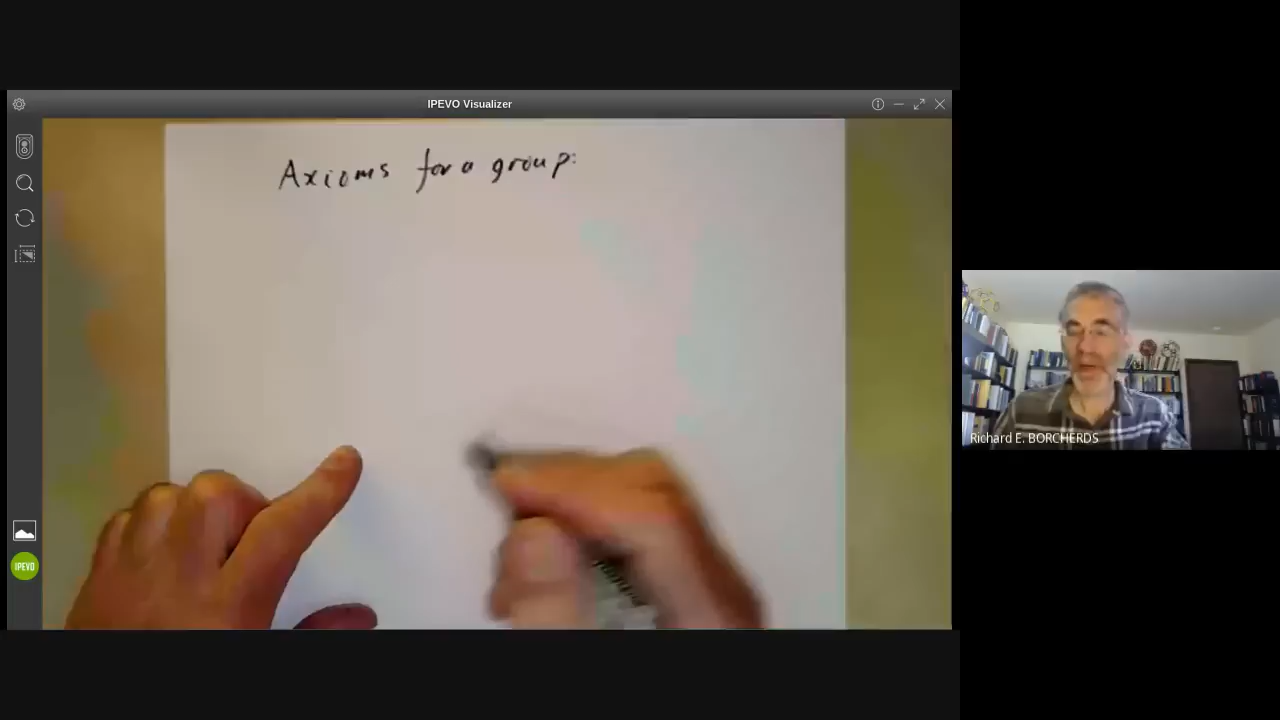 IPEVO Visualizer
Axioms for a group:
Richard E. BORCHERDS
IPEVO